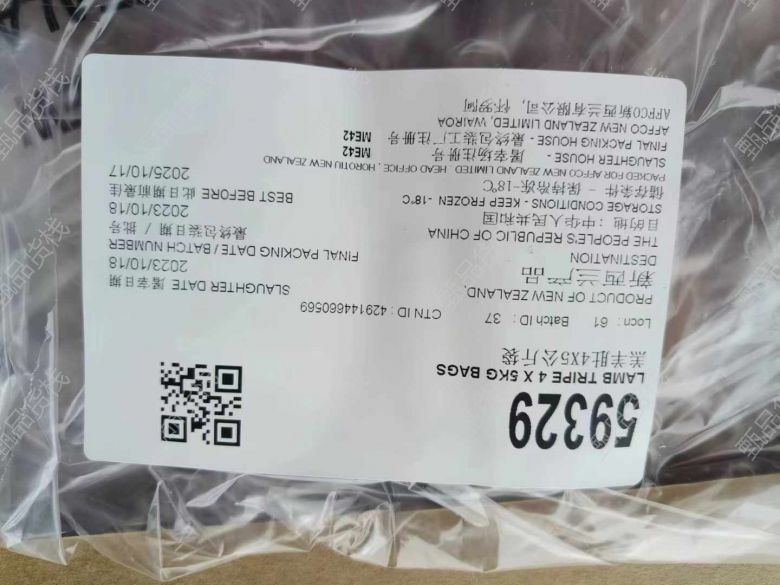 59329
LAMB TRIPE 4 X 5KG BAGS
羔羊肚4X5公斤袋
Locn: 61 Batch ID: 37 CTN ID: 429144660569
PRODUCT OF NEW ZEALAND.
新西兰产品
DESTINATION
THE PEOPLE'S REPUBLIC OF CHINA
目的地：中华人民共和国
STORAGE CONDITIONS - KEEP FROZEN -18°C
储存条件 - 保持冷冻-18°C
PACKED FOR AFFCO NEW ZEALAND LIMITED, HEAD OFFICE, HOROTIU NEW ZEALAND
SLAUGHTER HOUSE - 屠宰场注册号 ME42
FINAL PACKING HOUSE - 最终包装工厂注册号 ME42
AFFCO NEW ZEALAND LIMITED, WAIROA
AFFCO新西兰有限公司，怀罗阿
SLAUGHTER DATE 屠宰日期
2023/10/18
FINAL PACKING DATE / BATCH NUMBER
最终包装日期 / 批号
2023/10/18
BEST BEFORE 此日期前最佳
2025/10/17
甄品货栈